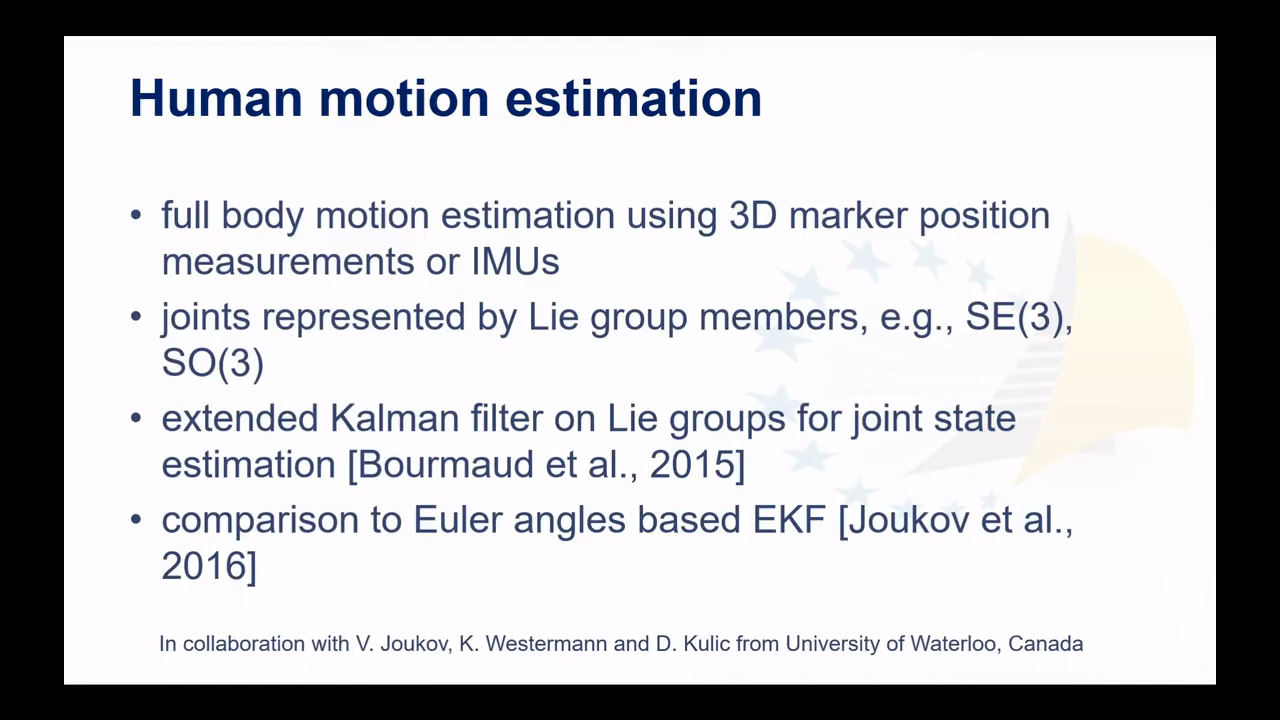 Human motion estimation
• full body motion estimation using 3D marker position
measurements or IMUs
• joints represented by Lie group members, e.g., SE(3),
SO(3)
• extended Kalman filter on Lie groups for joint state
estimation [Bourmaud et al., 2015]
• comparison to Euler angles based EKF [Joukov et al.,
2016]
In collaboration with V. Joukov, K. Westermann and D. Kulic from University of Waterloo, Canada